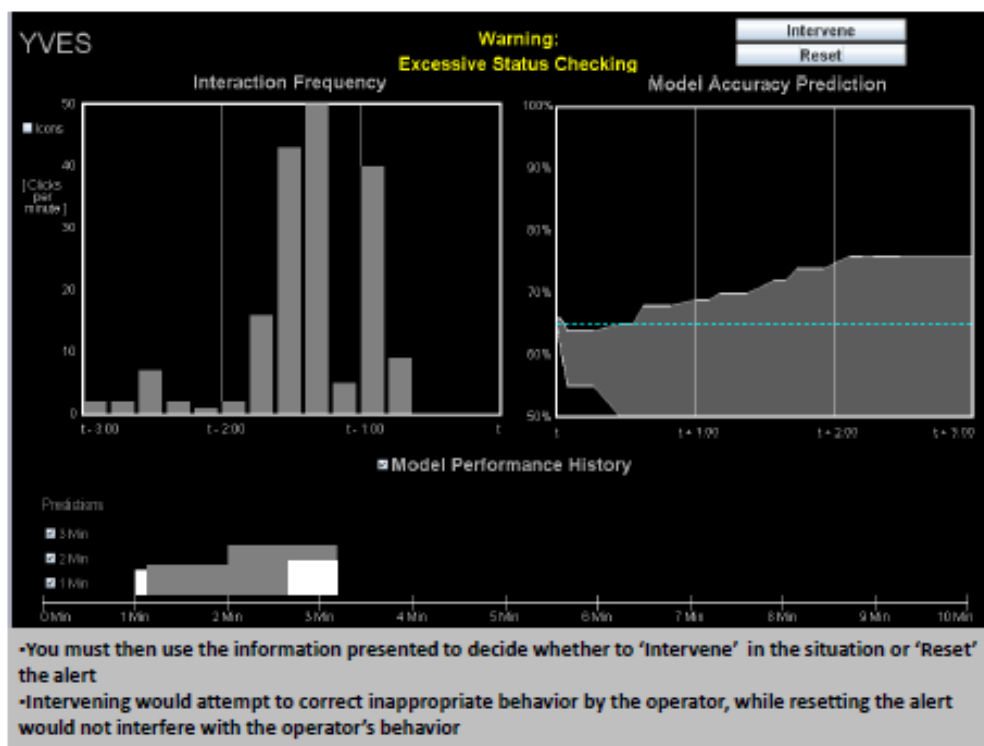 YVES
Warning:
Excessive Status Checking
Intervene
Reset
Interaction Frequency
Model Accuracy Prediction
50
Icons
40
[Clicks
per
minute]
30
20
10
0
t - 3:00
t - 2:00
t - 1:00
t
100%
90%
80%
70%
60%
50%
t
t + 1:00
t + 2:00
t + 3:00
Model Performance History
Predictions
3 Min
2 Min
1 Min
0 Min
1 Min
2 Min
3 Min
4 Min
5 Min
6 Min
7 Min
8 Min
9 Min
10 Min
•You must then use the information presented to decide whether to ‘Intervene’ in the situation or ‘Reset’
the alert
•Intervening would attempt to correct inappropriate behavior by the operator, while resetting the alert
would not interfere with the operator’s behavior